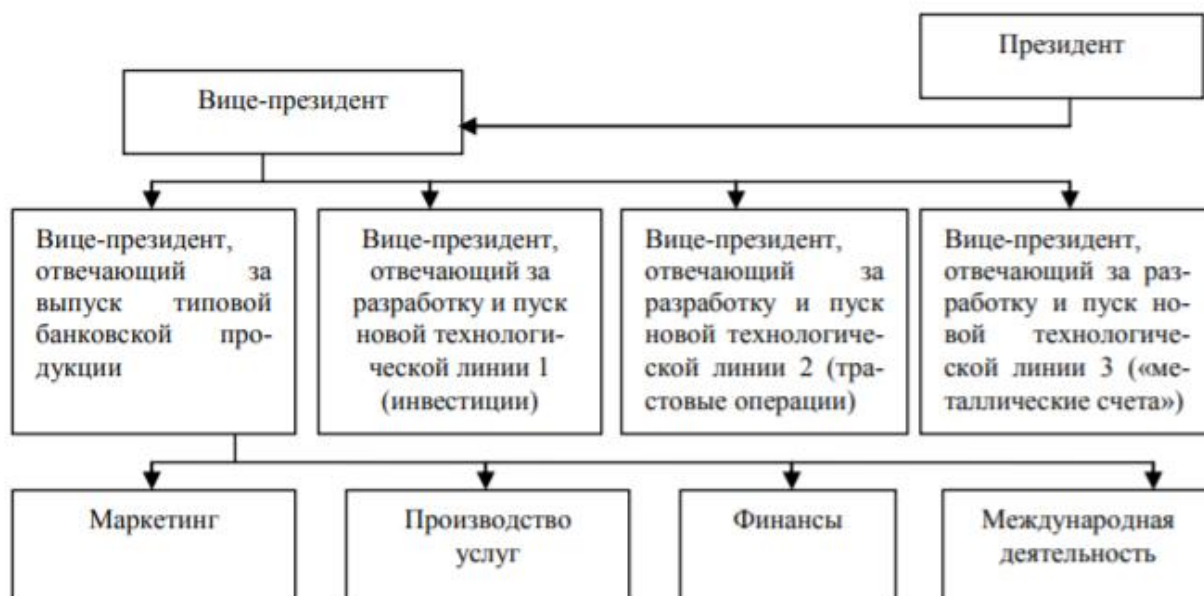 Президент
Вице-президент
Вице-президент,
отвечающий за
выпуск типовой
банковской про-
дукции
Вице-президент,
отвечающий за
разработку и пуск
новой технологи-
ческой линии 1
(инвестиции)
Вице-президент,
отвечающий за
разработку и пуск
новой технологиче-
ской линии 2 (тра-
стовые операции)
Вице-президент,
отвечающий за раз-
работку и пуск но-
вой технологиче-
ской линии 3 («ме-
таллические счета»)
Маркетинг
Производство
услуг
Финансы
Международная
деятельность